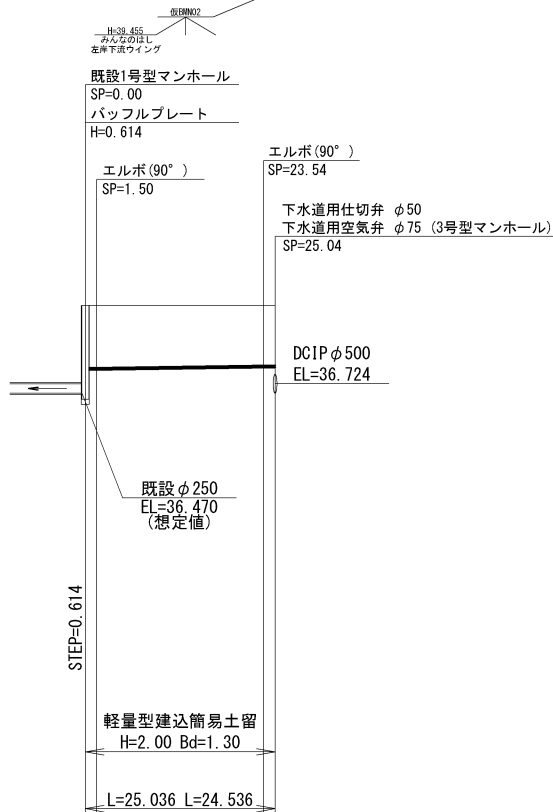 仮BMNO2
H=39.455
みんなのはし
左岸下流ウイング
既設1号型マンホール
SP=0.00
バッフルプレート
H=0.614
エルボ(90°)
SP=1.50
エルボ(90°)
SP=23.54
下水道用仕切弁 φ50
下水道用空気弁 φ75 (3号型マンホール)
SP=25.04
DCIPφ500
EL=36.724
既設φ250
EL=36.470
(想定値)
STEP=0.614
軽量型建込簡易土留
H=2.00 Bd=1.30
L=25.036 L=24.536